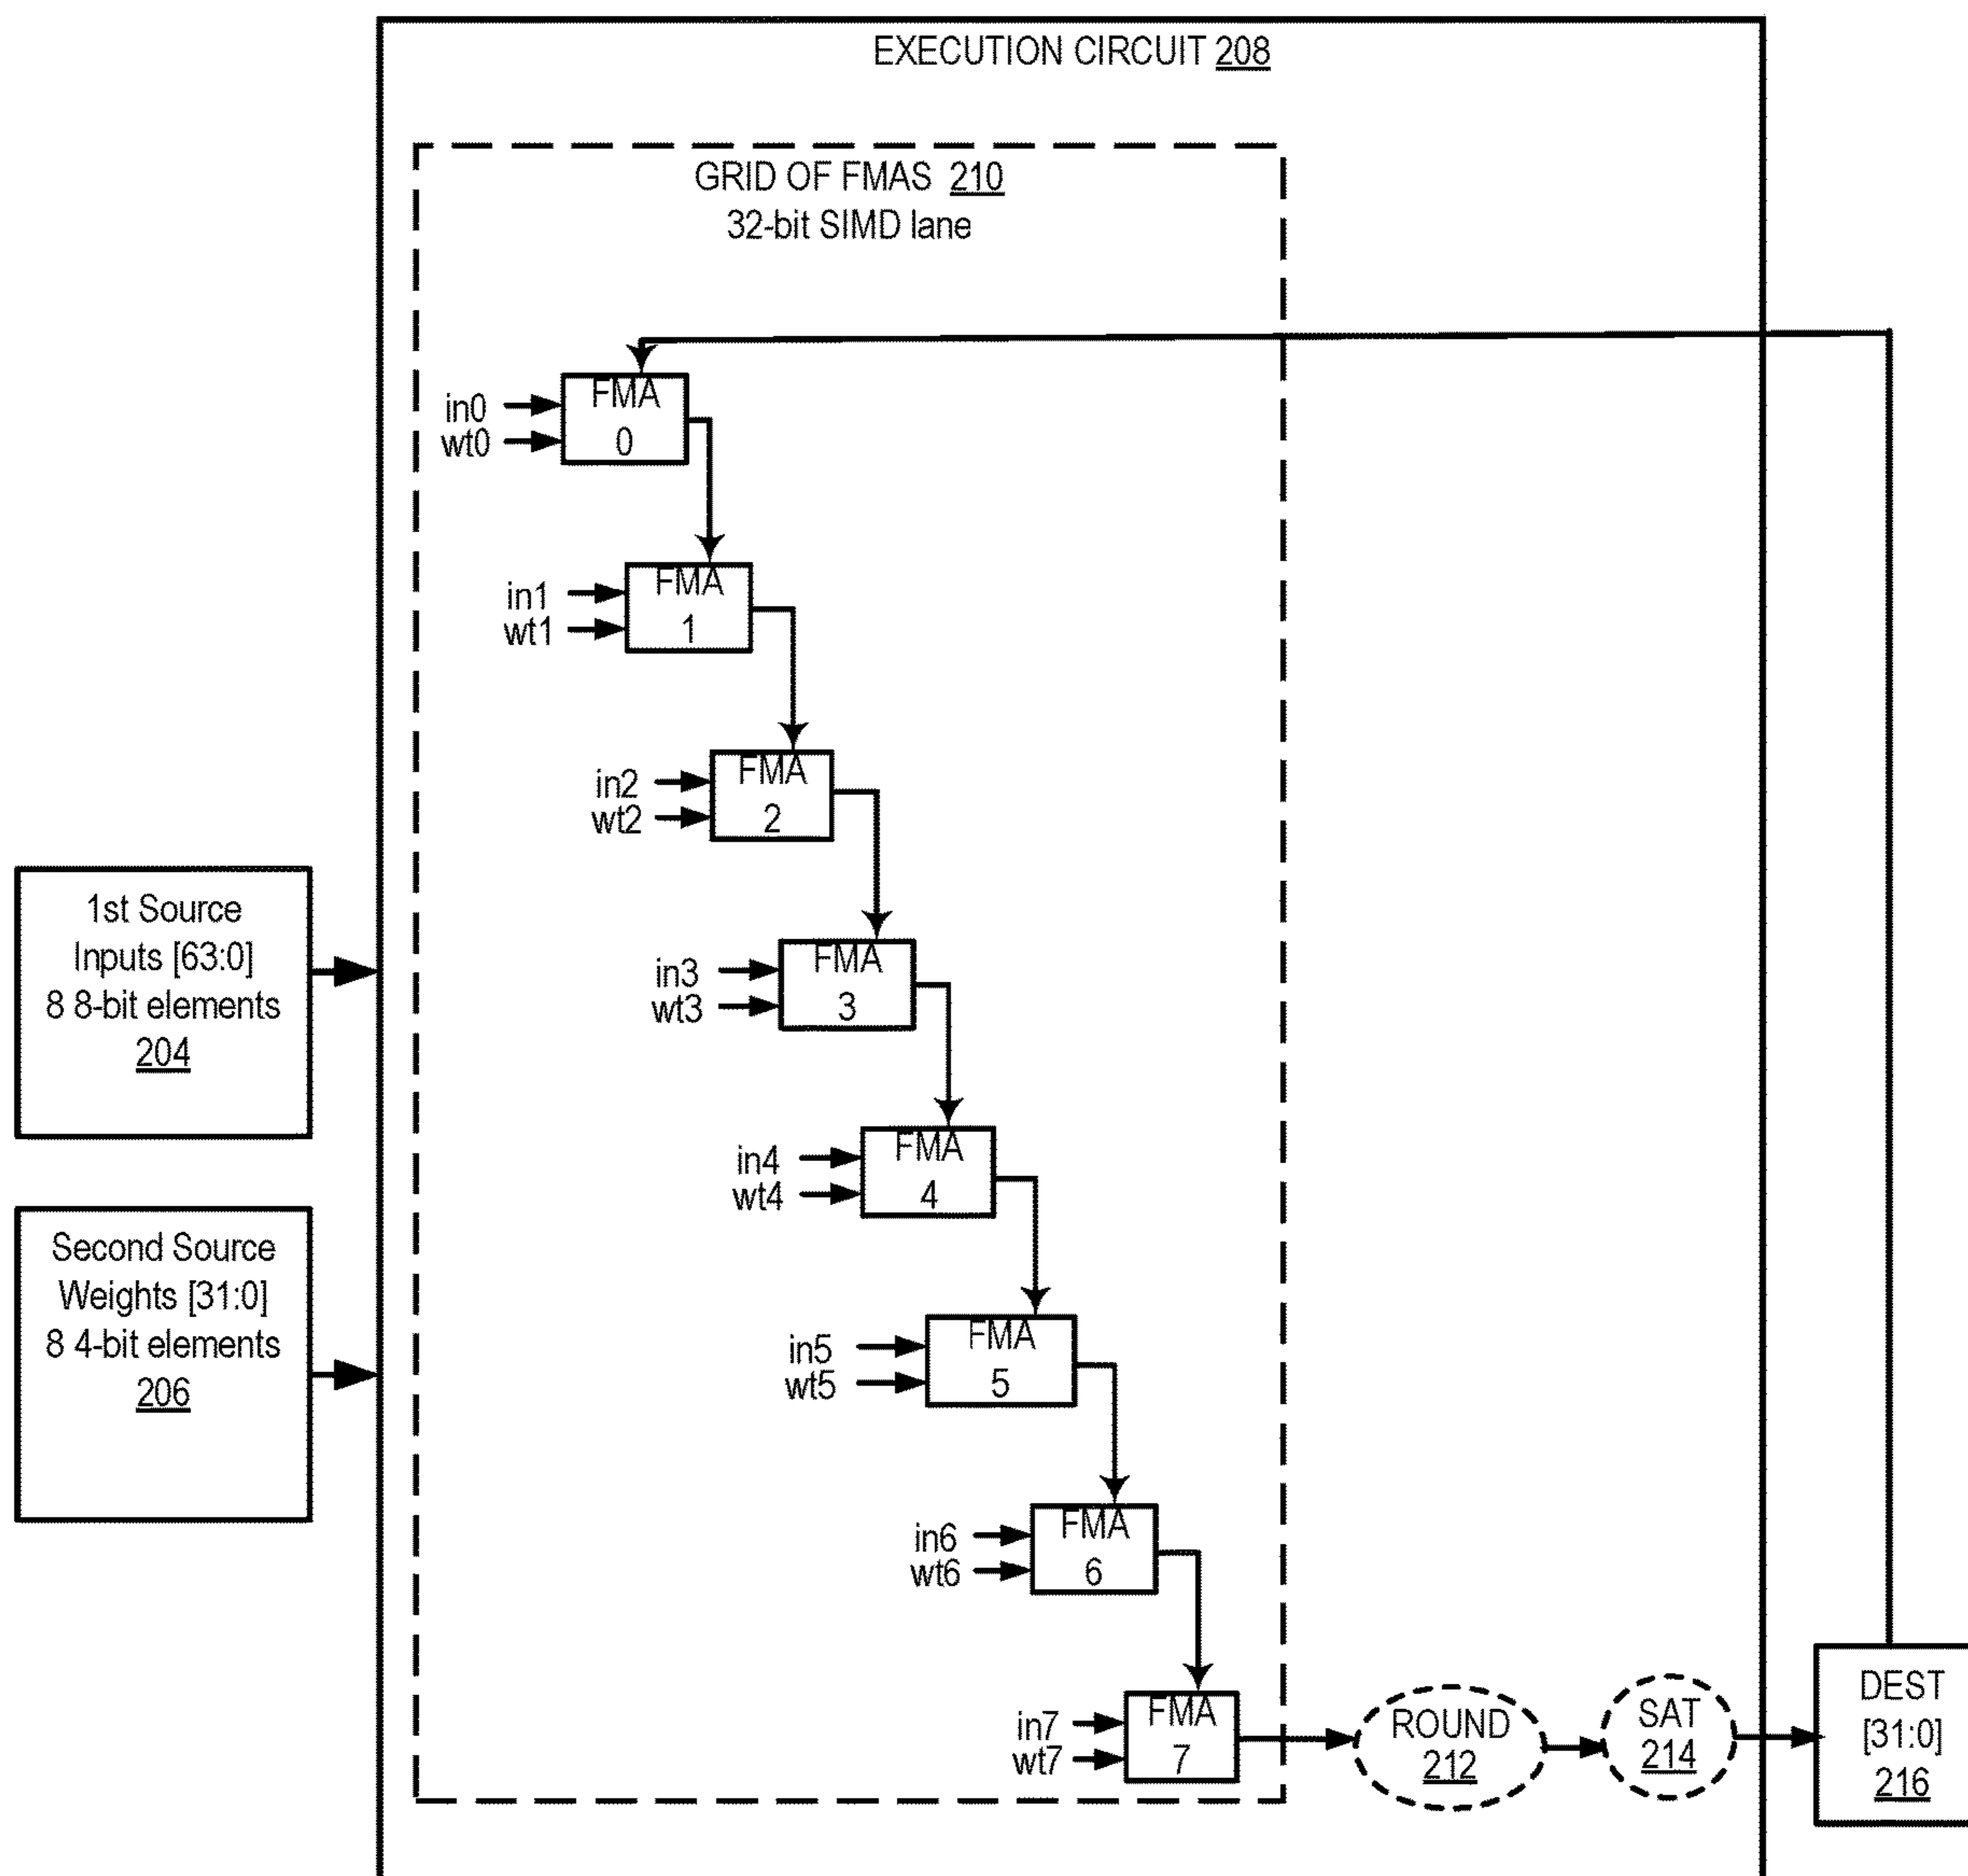 EXECUTION CIRCUIT 208
GRID OF FMAS 210
32-bit SIMD lane
FMA
in0
wt0
0
FMA
in1
wt1
1
FMA
in2
wt2
2
1st Source
Inputs [63:0]
8 8-bit elements
204
FMA
in3
wt3
3
FMA
in4
wt4
4
Second Source
Weights [31:0]
8 4-bit elements
206
FMA
in5
wt5
5
FMA
in6
wt6
6
FMA
in7
wt7
7
ROUND
212
SAT
214
DEST
[31:0]
216